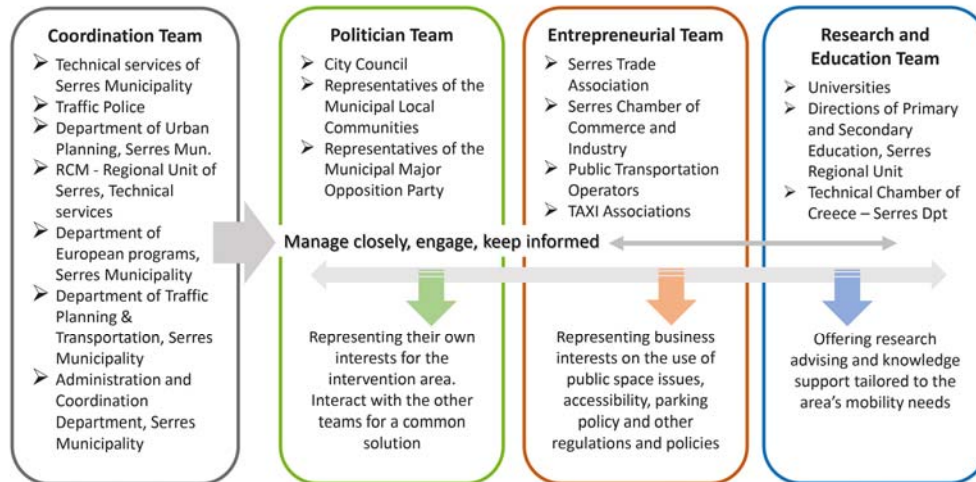 Coordination Team
Technical services of
Serres Municipality
Traffic Police
Department of Urban
Planning, Serres Mun.
RCM - Regional Unit of
Serres, Technical
services
Department of
European programs,
Serres Municipality
Department of Traffic
Planning &
Transportation, Serres
Municipality
Administration and
Coordination
Department, Serres
Municipality
Politician Team
City Council
Representatives of the
Municipal Local
Communities
Representatives of the
Municipal Major
Opposition Party
Entrepreneurial Team
Serres Trade
Association
Serres Chamber of
Commerce and
Industry
Public Transportation
Operators
TAXI Associations
Research and
Education Team
Universities
Directions of Primary
and Secondary
Education, Serres
Regional Unit
Technical Chamber of
Creece – Serres Dpt
Manage closely, engage, keep informed
Representing their own
interests for the
intervention area.
Interact with the other
teams for a common
solution
Representing business
interests on the use of
public space issues,
accessibility, parking
policy and other
regulations and policies
Offering research
advising and knowledge
support tailored to the
area's mobility needs